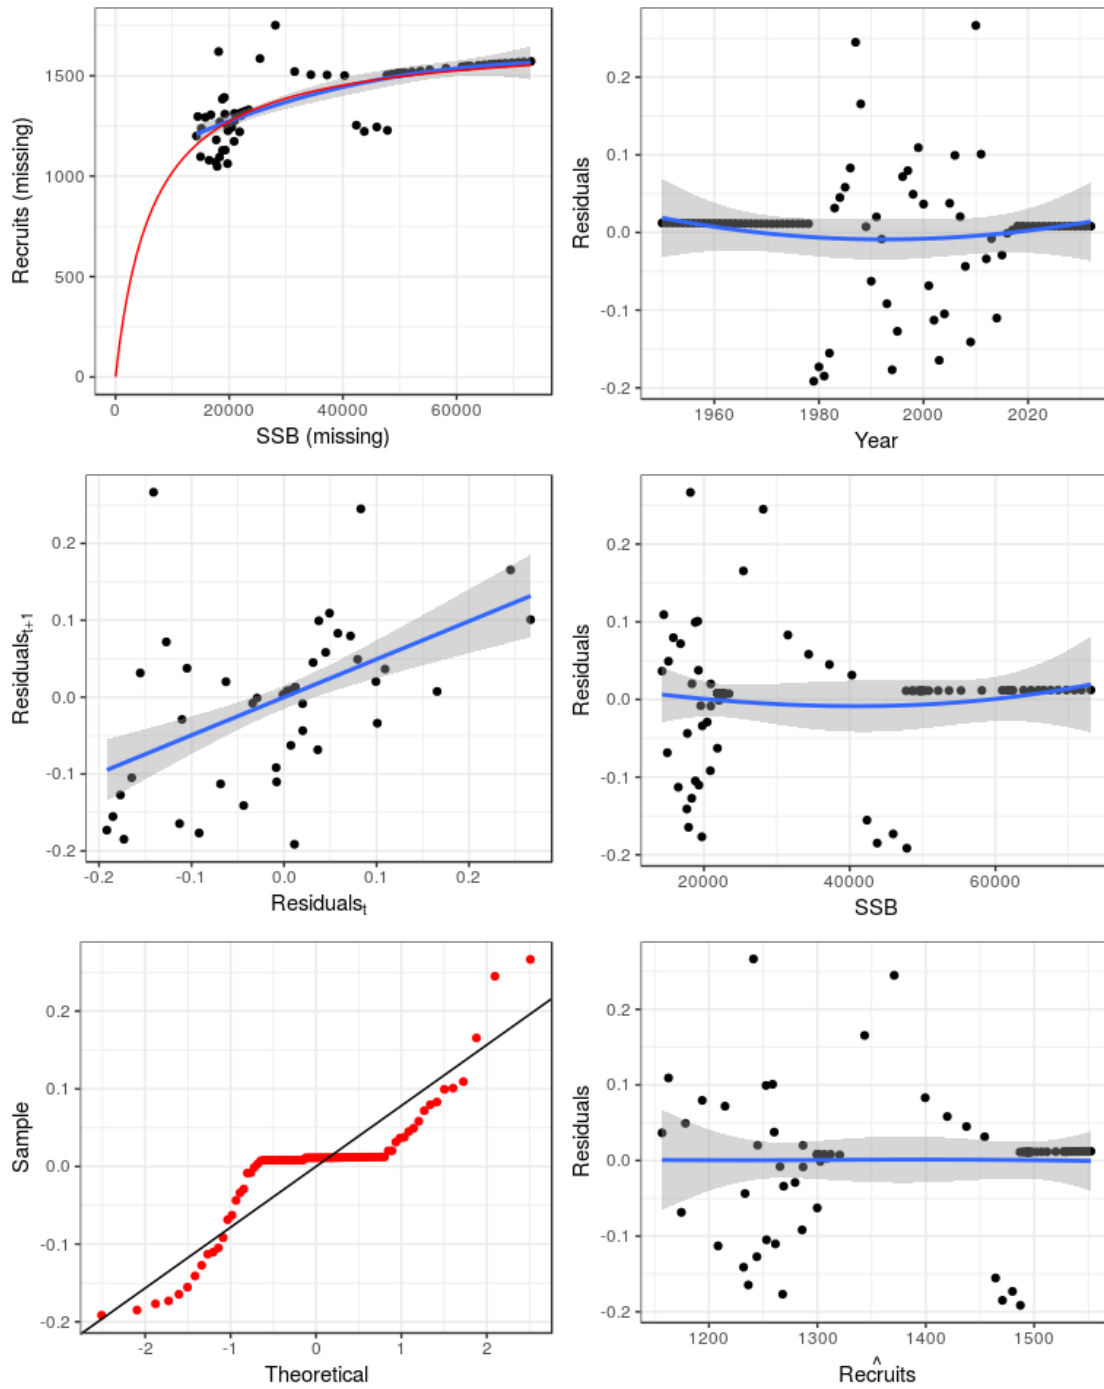 1500
1000
500
0
Recruits (missing)
0 20000 40000 60000
SSB (missing)
0.2
0.1
0.0
-0.1
-0.2
Residuals
1960 1980 2000 2020
Year
0.2
0.1
0.0
-0.1
-0.2
Residualst+1
-0.2 -0.1 0.0 0.1 0.2
Residualst
0.2
0.1
0.0
-0.1
-0.2
Residuals
20000 40000 60000
SSB
0.2
0.1
0.0
-0.1
-0.2
Sample
-2 -1 0 1 2
Theoretical
0.2
0.1
0.0
-0.1
-0.2
Residuals
1200 1300 1400 1500
^
Recruits